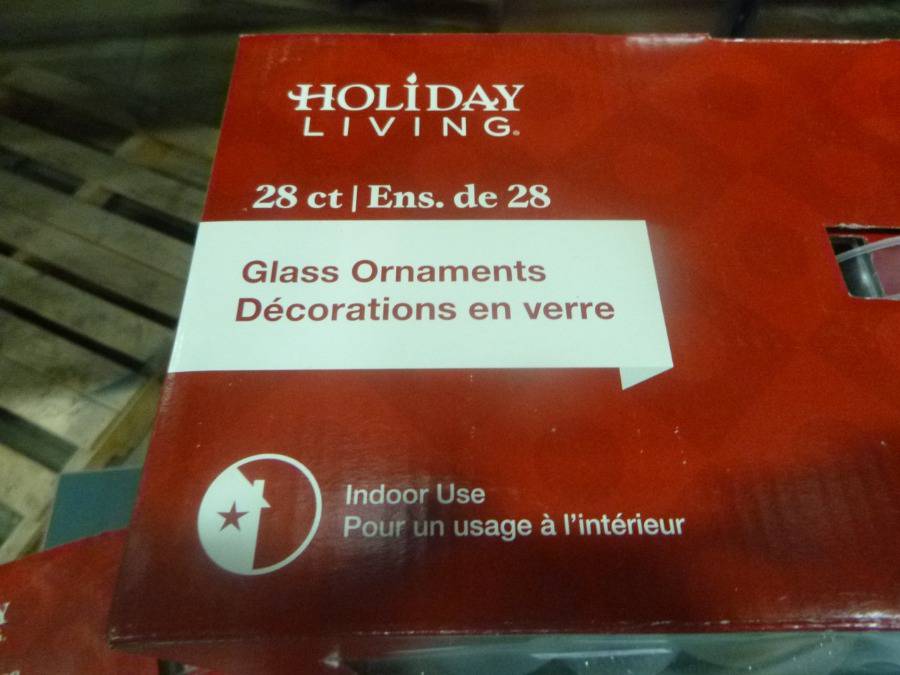 HOLIDAY
LIVING®
28 ct | Ens. de 28
Glass Ornaments
Décorations en verre
Indoor Use
Pour un usage à l'intérieur